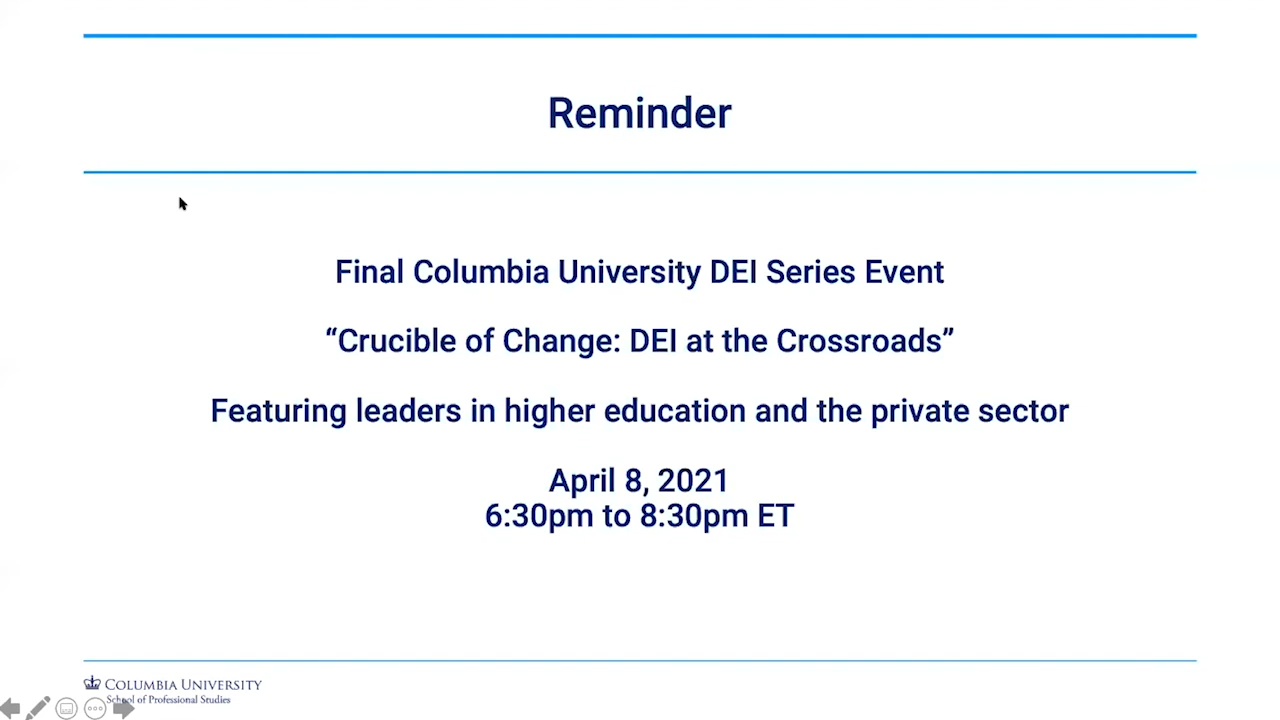 Reminder
Final Columbia University DEI Series Event
“Crucible of Change: DEI at the Crossroads”
Featuring leaders in higher education and the private sector
April 8, 2021
6:30pm to 8:30pm ET
COLUMBIA UNIVERSITY
School of Professional Studies